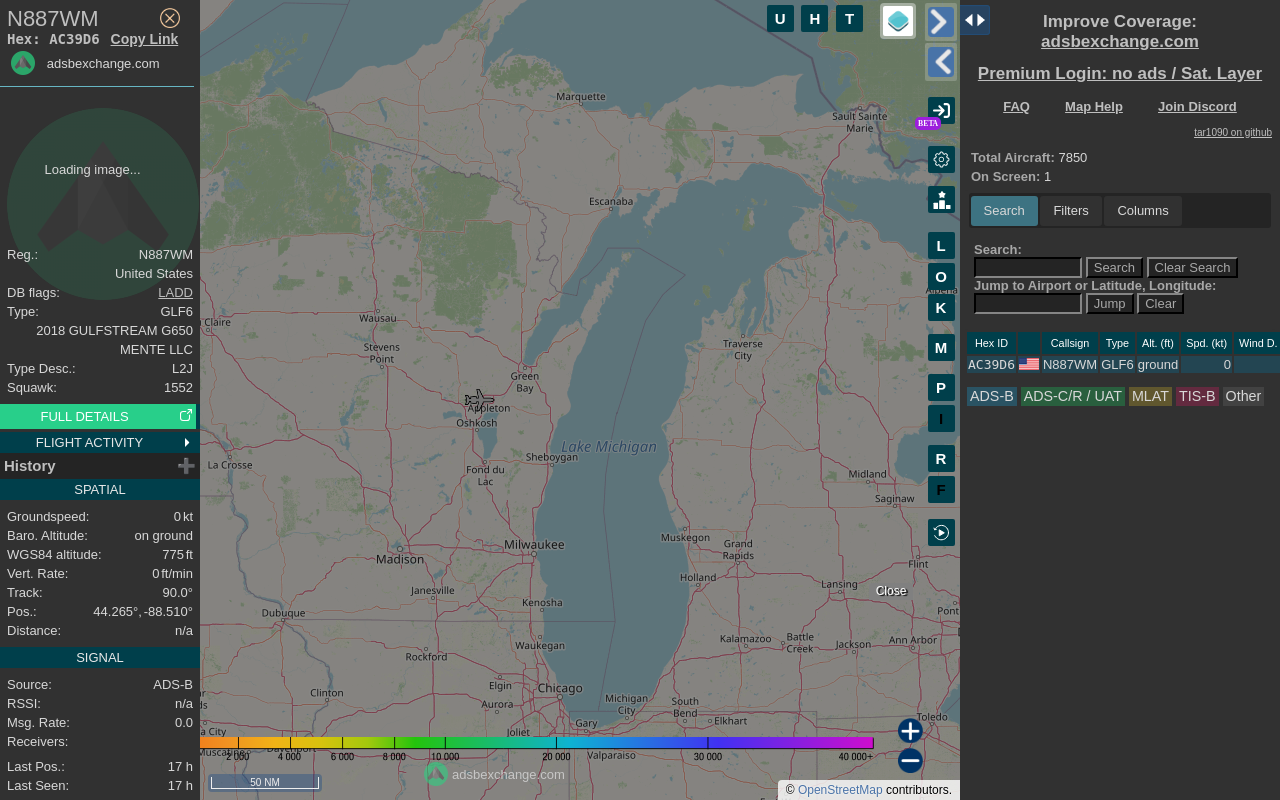 N887WM
Hex: AC39D6 Copy Link
adsbexchange.com
Loading image...
Reg.: N887WM
United States
DB flags: LADD
Type: GLF6
2018 GULFSTREAM G650
MENTE LLC
Type Desc.: L2J
Squawk: 1552
FULL DETAILS
FLIGHT ACTIVITY
History
SPATIAL
Groundspeed: 0 kt
Baro. Altitude: on ground
WGS84 altitude: 775 ft
Vert. Rate: 0 ft/min
Track: 90.0°
Pos.: 44.265°, -88.510°
Distance: n/a
SIGNAL
Source: ADS-B
RSSI: n/a
Msg. Rate: 0.0
Receivers:
Last Pos.: 17 h
Last Seen: 17 h
U H T
BETA
L
O
K
M
P
I
R
F
Marquette
Sault Sainte
Marie
Escanaba
Claire
Wausau
Stevens
Point
Traverse
City
Green
Bay
Appleton
Oshkosh
Lake Michigan
La Crosse
Fond du
Lac
Sheboygan
Midland
Saginaw
Muskegon
Grand
Rapids
Madison
Milwaukee
Flint
Holland
Lansing
Close
Janesville
Kenosha
Dubuque
Kalamazoo
Battle
Creek
Jackson
Ann Arbor
Waukegan
Rockford
Clinton
Elgin
Aurora
Chicago
Michigan
City
South
Bend
Elkhart
Toledo
Joliet
Gary
Valparaiso
2 000 4 000 6 000 8 000 10 000 20 000 30 000 40 000+
50 NM
adsbexchange.com
© OpenStreetMap contributors.
Improve Coverage:
adsbexchange.com
Premium Login: no ads / Sat. Layer
FAQ Map Help Join Discord
tar1090 on github
Total Aircraft: 7850
On Screen: 1
Search Filters Columns
Search:
Search Clear Search
Jump to Airport or Latitude, Longitude:
Jump Clear
Hex ID Callsign Type Alt. (ft) Spd. (kt) Wind D.
AC39D6 N887WM GLF6 ground 0
ADS-B ADS-C/R / UAT MLAT TIS-B Other